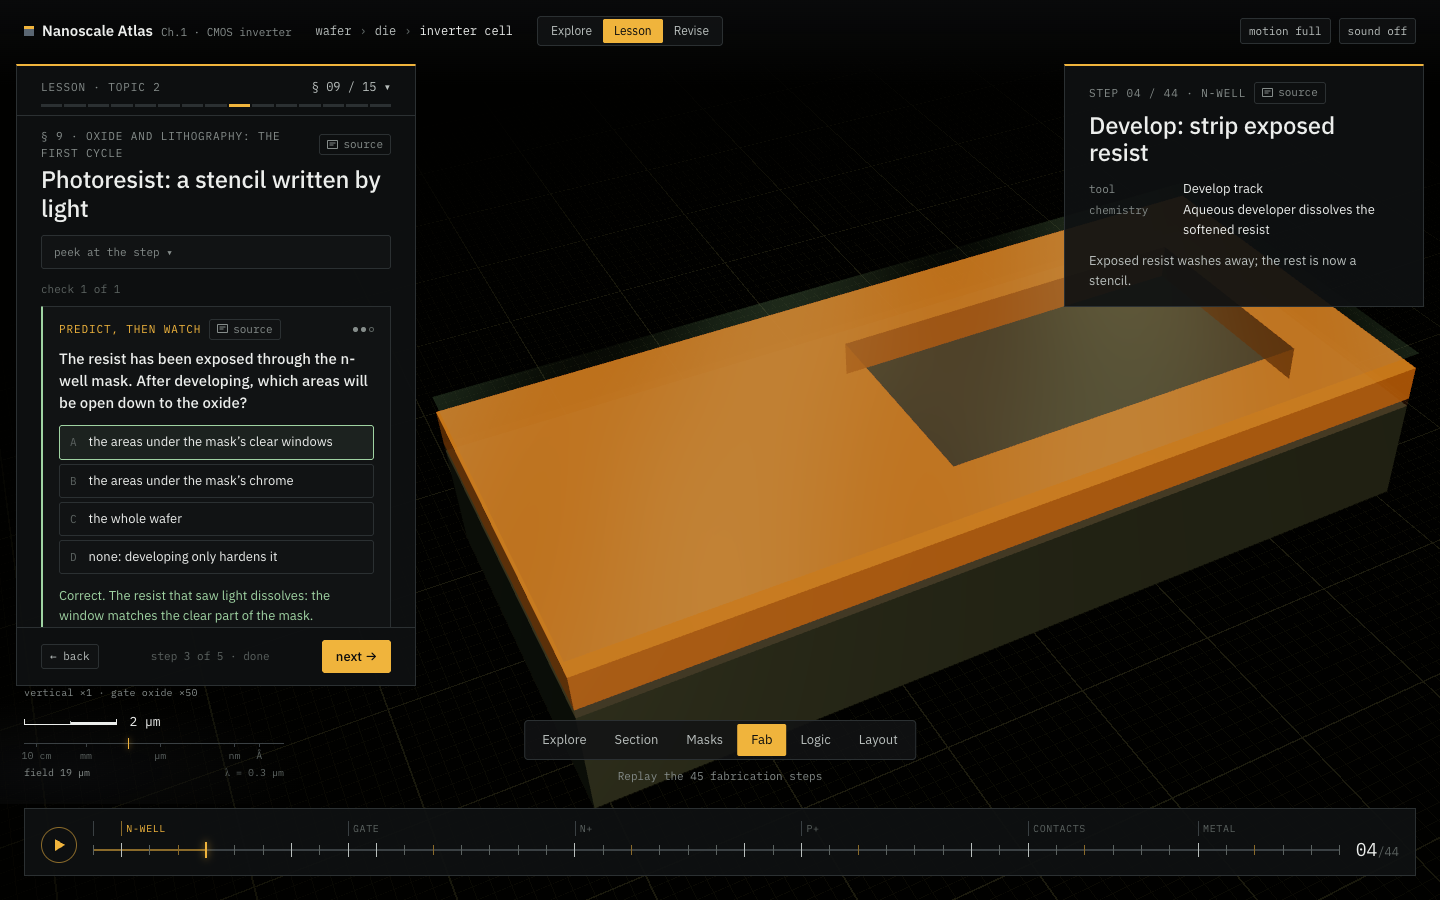 Nanoscale Atlas Ch.1 · CMOS inverter wafer › die › inverter cell Explore Lesson Revise motion full sound off
LESSON · TOPIC 2 § 09 / 15 ▾
§ 9 · OXIDE AND LITHOGRAPHY: THE
FIRST CYCLE
source
Photoresist: a stencil written by
light
peek at the step ▾
check 1 of 1
PREDICT, THEN WATCH source
The resist has been exposed through the n-
well mask. After developing, which areas will
be open down to the oxide?
A the areas under the mask’s clear windows
B the areas under the mask’s chrome
C the whole wafer
D none: developing only hardens it
Correct. The resist that saw light dissolves: the
window matches the clear part of the mask.
← back step 3 of 5 · done next →
STEP 04 / 44 · N-WELL source
Develop: strip exposed
resist
tool Develop track
chemistry Aqueous developer dissolves the
softened resist
Exposed resist washes away; the rest is now a
stencil.
vertical ×1 · gate oxide ×50
2 µm
10 cm mm µm nm Å
field 19 µm λ = 0.3 µm
Explore Section Masks Fab Logic Layout
Replay the 45 fabrication steps
N-WELL GATE N+ P+ CONTACTS METAL
04/44